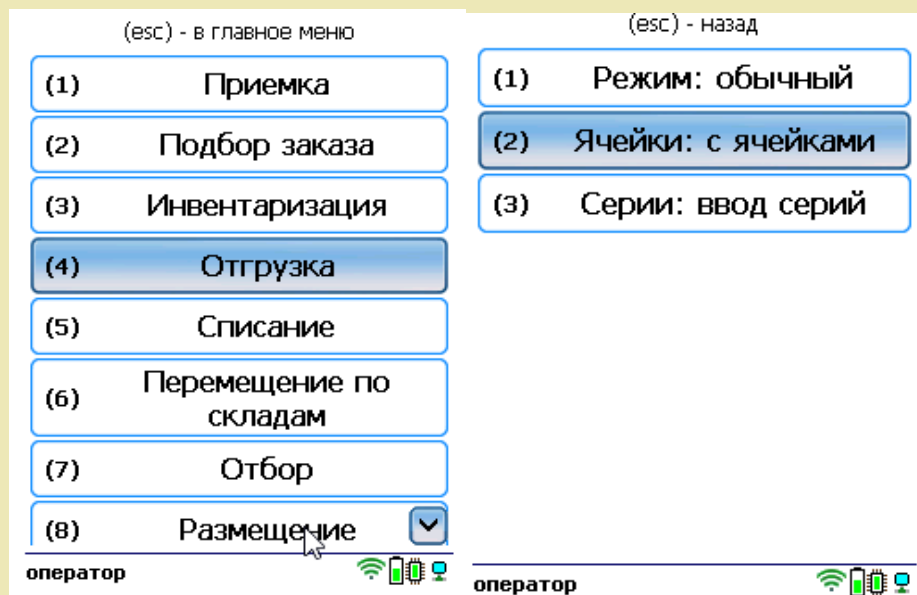 (esc) - в главное меню
(1) Приемка
(2) Подбор заказа
(3) Инвентаризация
(4) Отгрузка
(5) Списание
(6) Перемещение по
складам
(7) Отбор
(8) Размещение
оператор
(esc) - назад
(1) Режим: обычный
(2) Ячейки: с ячейками
(3) Серии: ввод серий
оператор